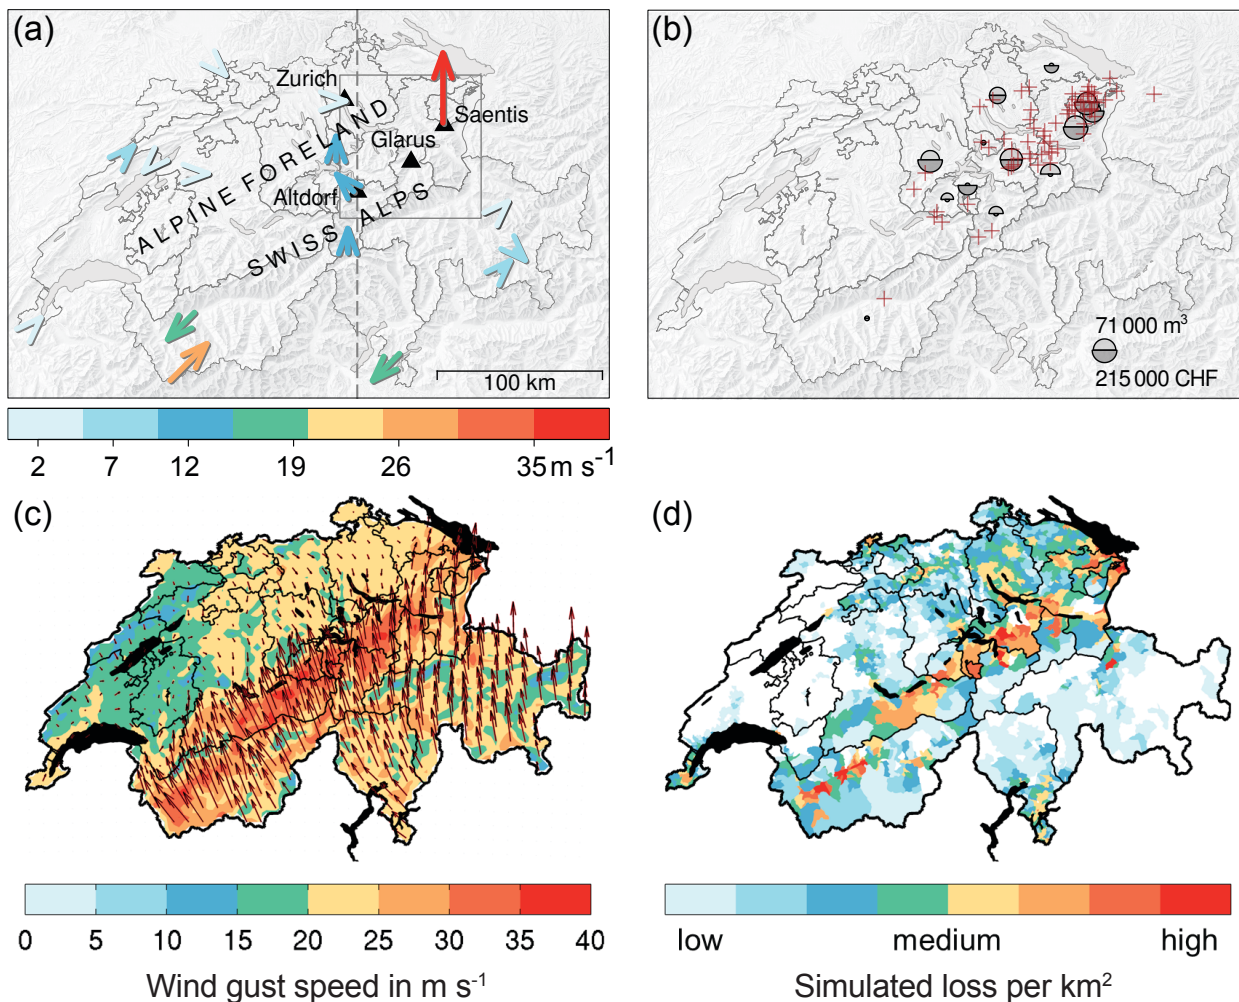 (a)
Zurich
Saentis
Glarus
Altdorf
ALPINE FORELAND
SWISS ALPS
100 km
2 7 12 19 26 35 m s⁻¹
(b)
71 000 m³
215 000 CHF
(c)
0 5 10 15 20 25 30 35 40
Wind gust speed in m s⁻¹
(d)
low medium high
Simulated loss per km²